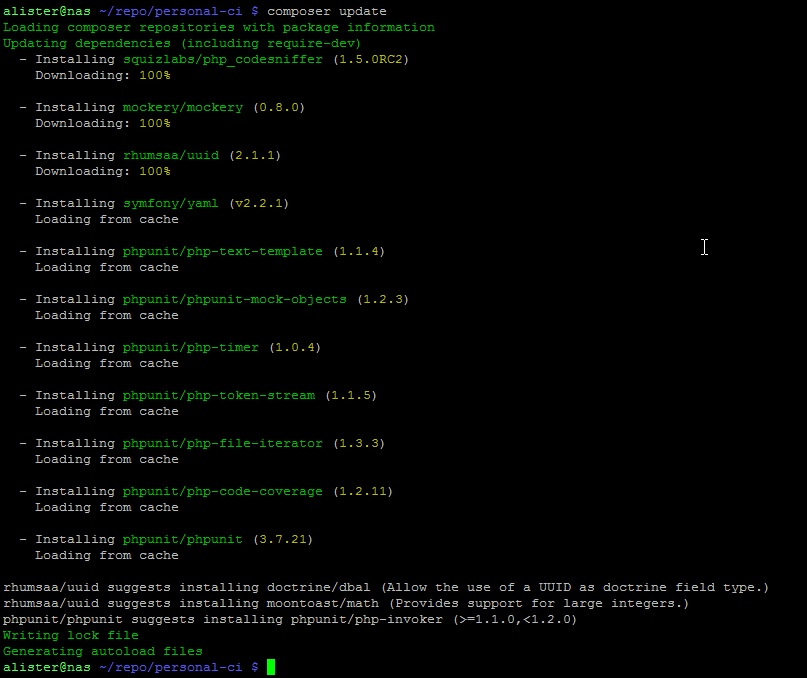 alister@nas ~/repo/personal-ci $ composer update
Loading composer repositories with package information
Updating dependencies (including require-dev)
  - Installing squizlabs/php_codesniffer (1.5.0RC2)
    Downloading: 100%

  - Installing mockery/mockery (0.8.0)
    Downloading: 100%

  - Installing rhumsaa/uuid (2.1.1)
    Downloading: 100%

  - Installing symfony/yaml (v2.2.1)
    Loading from cache

  - Installing phpunit/php-text-template (1.1.4)
    Loading from cache

  - Installing phpunit/phpunit-mock-objects (1.2.3)
    Loading from cache

  - Installing phpunit/php-timer (1.0.4)
    Loading from cache

  - Installing phpunit/php-token-stream (1.1.5)
    Loading from cache

  - Installing phpunit/php-file-iterator (1.3.3)
    Loading from cache

  - Installing phpunit/php-code-coverage (1.2.11)
    Loading from cache

  - Installing phpunit/phpunit (3.7.21)
    Loading from cache

rhumsaa/uuid suggests installing doctrine/dbal (Allow the use of a UUID as doctrine field type.)
rhumsaa/uuid suggests installing moontoast/math (Provides support for large integers.)
phpunit/phpunit suggests installing phpunit/php-invoker (>=1.1.0,<1.2.0)
Writing lock file
Generating autoload files
alister@nas ~/repo/personal-ci $